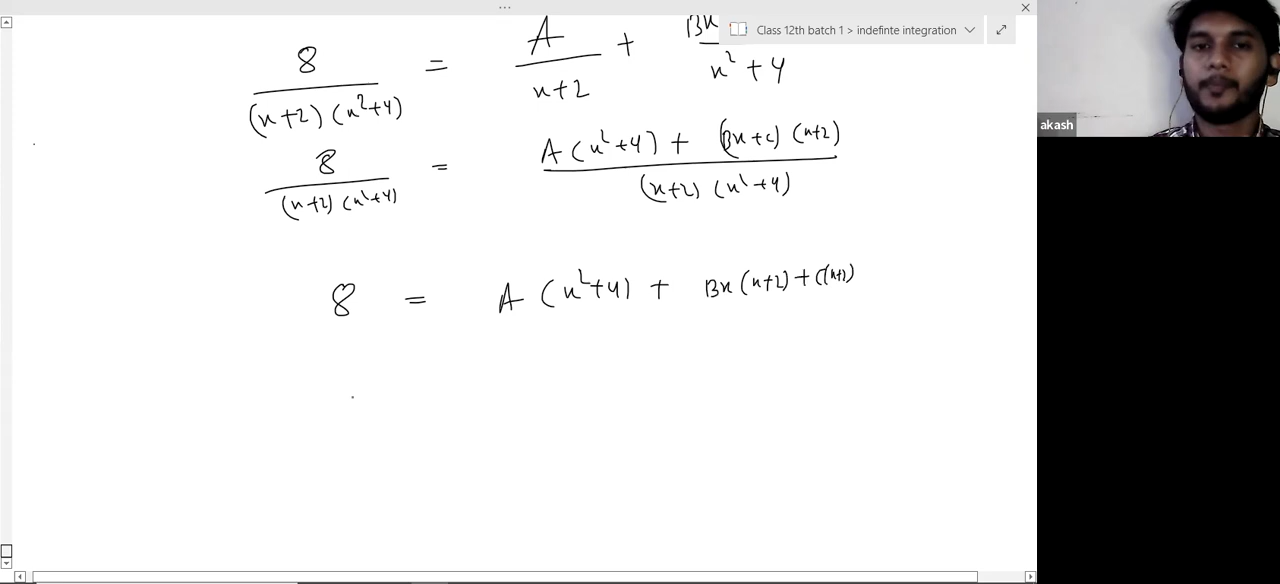 Class 12th batch 1 > indefinte integration
8/(x+2)(x²+4) = A/x+2 + Bx/x²+4
8/(x+2)(x²+4) = A(x²+4) + (Bx+c)(x+2)/(x+2)(x²+4)
8 = A(x²+4) + Bx(x+2)+C(x+2)
akash